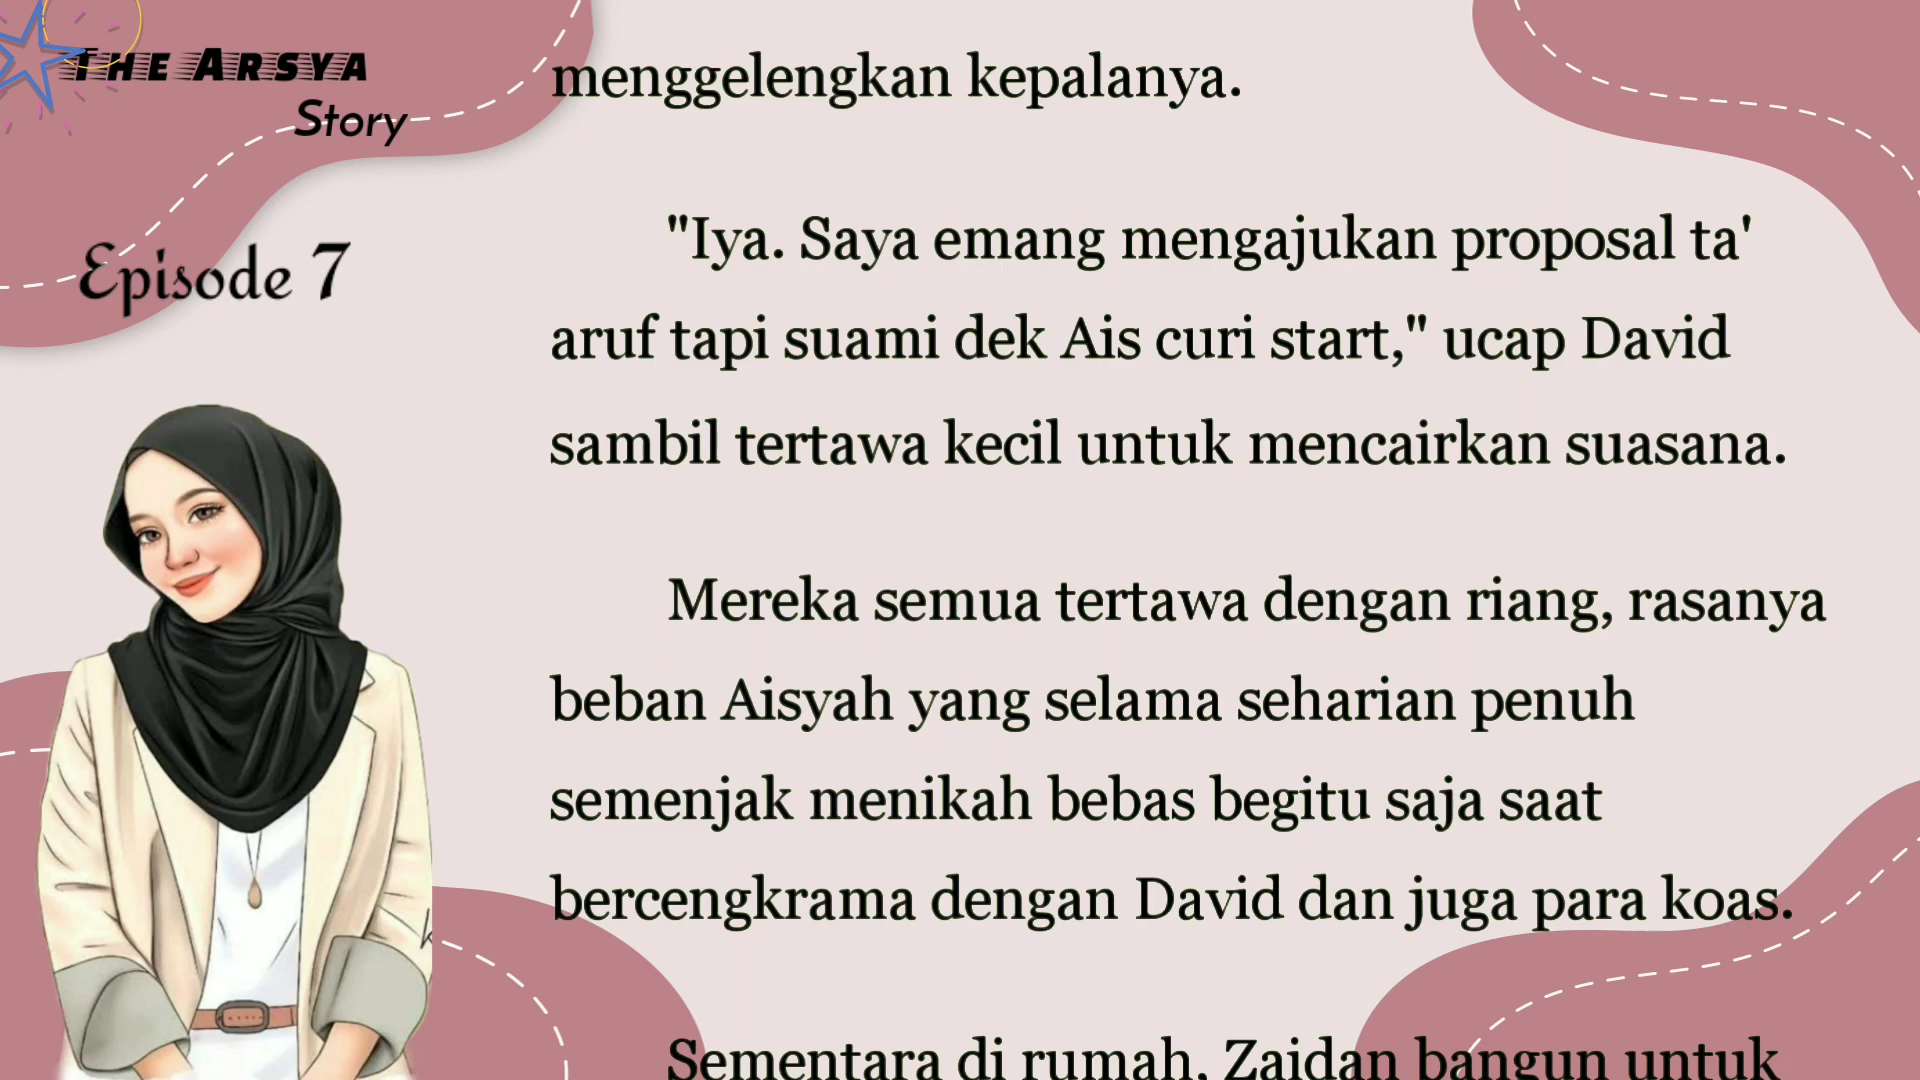 The Arsya
Story
Episode 7
menggelengkan kepalanya.
"Iya. Saya emang mengajukan proposal ta'
aruf tapi suami dek Ais curi start," ucap David
sambil tertawa kecil untuk mencairkan suasana.
Mereka semua tertawa dengan riang, rasanya
beban Aisyah yang selama seharian penuh
semenjak menikah bebas begitu saja saat
bercengkrama dengan David dan juga para koas.
Sementara di rumah, Zaidan bangun untuk